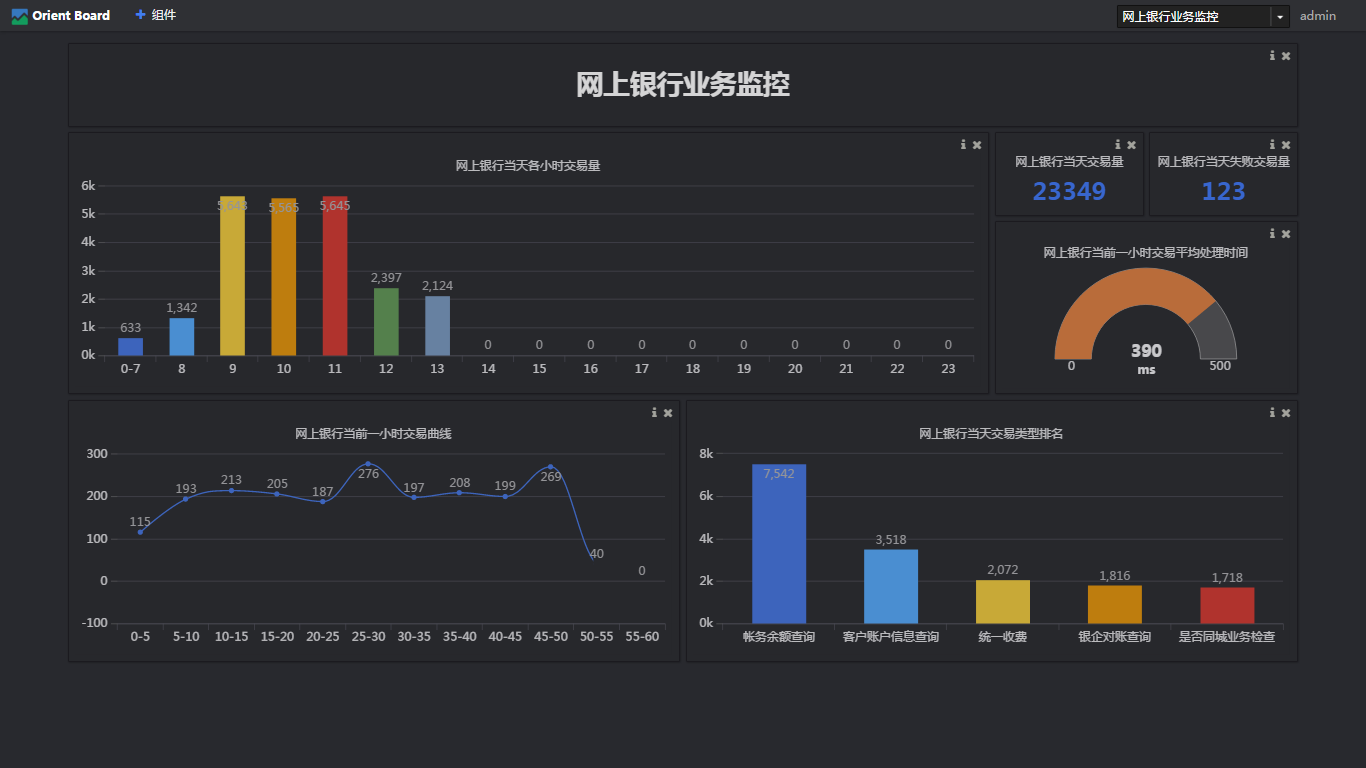 Orient Board
组件
网上银行业务监控
admin
网上银行业务监控
网上银行当天各小时交易量
6k
5k
4k
3k
2k
1k
0k
633
1,342
5,643
5,565
5,645
2,397
2,124
0 0 0 0 0 0 0 0 0 0
0-7 8 9 10 11 12 13 14 15 16 17 18 19 20 21 22 23
网上银行当天交易量
23349
网上银行当天失败交易量
123
网上银行当前一小时交易平均处理时间
390
ms
0
500
网上银行当前一小时交易曲线
300
200
100
0
-100
115
193
213
205
187
276
197
208
199
269
40
0
0-5 5-10 10-15 15-20 20-25 25-30 30-35 35-40 40-45 45-50 50-55 55-60
网上银行当天交易类型排名
8k
6k
4k
2k
0k
7,542
3,518
2,072
1,816
1,718
帐务余额查询 客户账户信息查询 统一收费 银企对账查询 是否同城业务检查